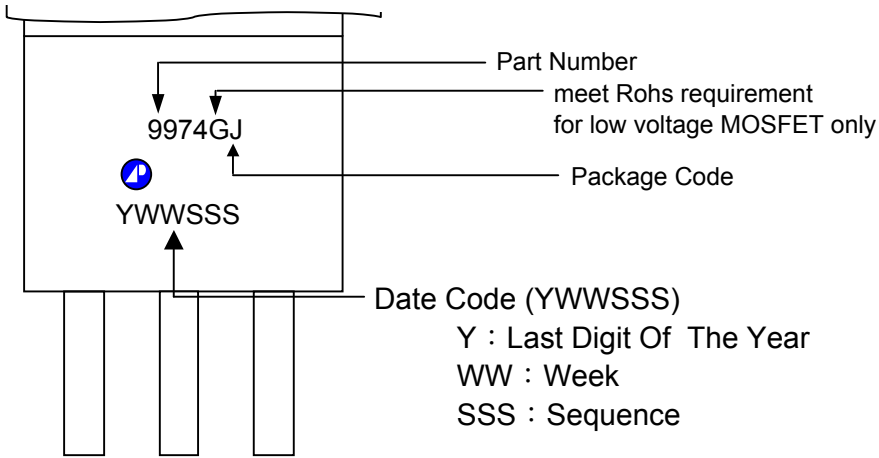 Part Number
meet Rohs requirement
for low voltage MOSFET only
9974GJ
Package Code
YWWSSS
Date Code (YWWSSS)
Y：Last Digit Of The Year
WW：Week
SSS：Sequence